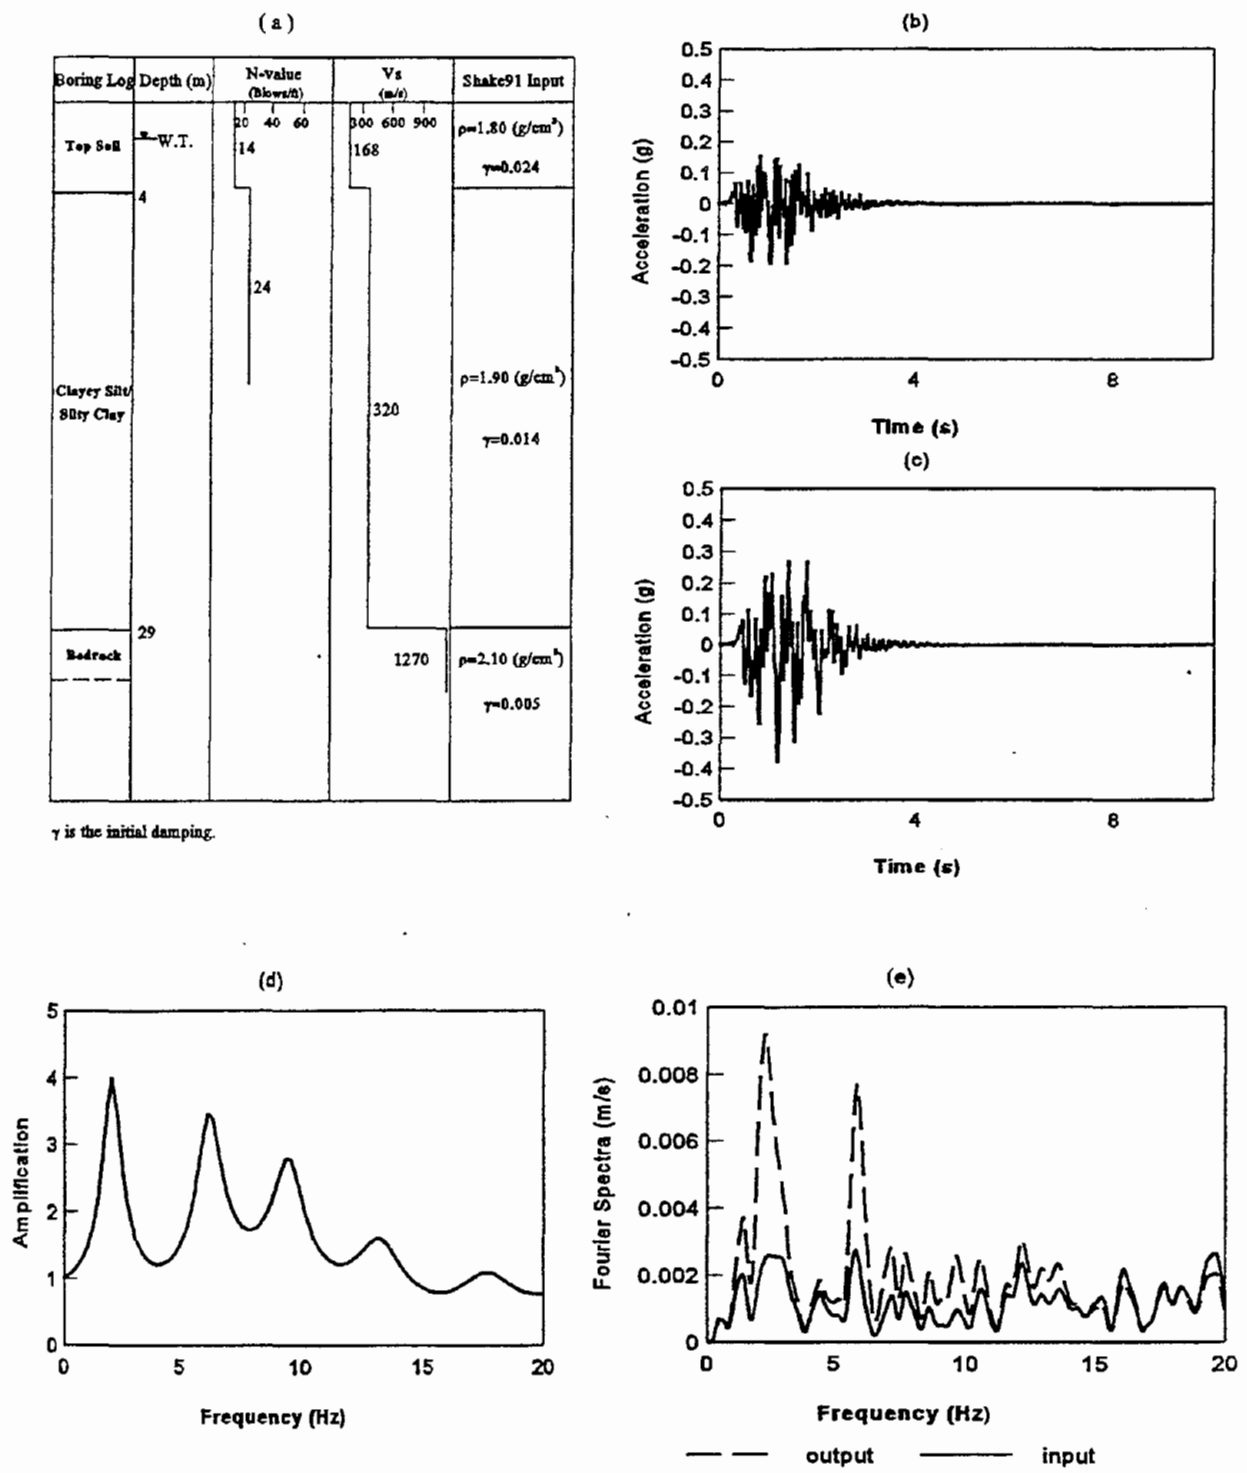 ( a )
Boring Log Depth (m) N-value (Blows/ft) Vs (m/s) Shake91 Input
20 40 60 300 600 900
Top Soil W.T. 14 168 ρ=1.80 (g/cm³)
γ=0.024
4
24
Clayey Silt/
Silty Clay
320
ρ=1.90 (g/cm³)
γ=0.014
29
Bedrock 1270 ρ=2.10 (g/cm³)
γ=0.005
γ is the initial damping.
(b)
0.5
0.4
0.3
0.2
0.1
0
-0.1
-0.2
-0.3
-0.4
-0.5
Acceleration (g)
0 4 8
Time (s)
(c)
0.5
0.4
0.3
0.2
0.1
0
-0.1
-0.2
-0.3
-0.4
-0.5
Acceleration (g)
0 4 8
Time (s)
(d)
5
4
3
2
1
0
Amplification
0 5 10 15 20
Frequency (Hz)
(e)
0.01
0.008
0.006
0.004
0.002
0
Fourier Spectra (m/s)
0 5 10 15 20
Frequency (Hz)
output input